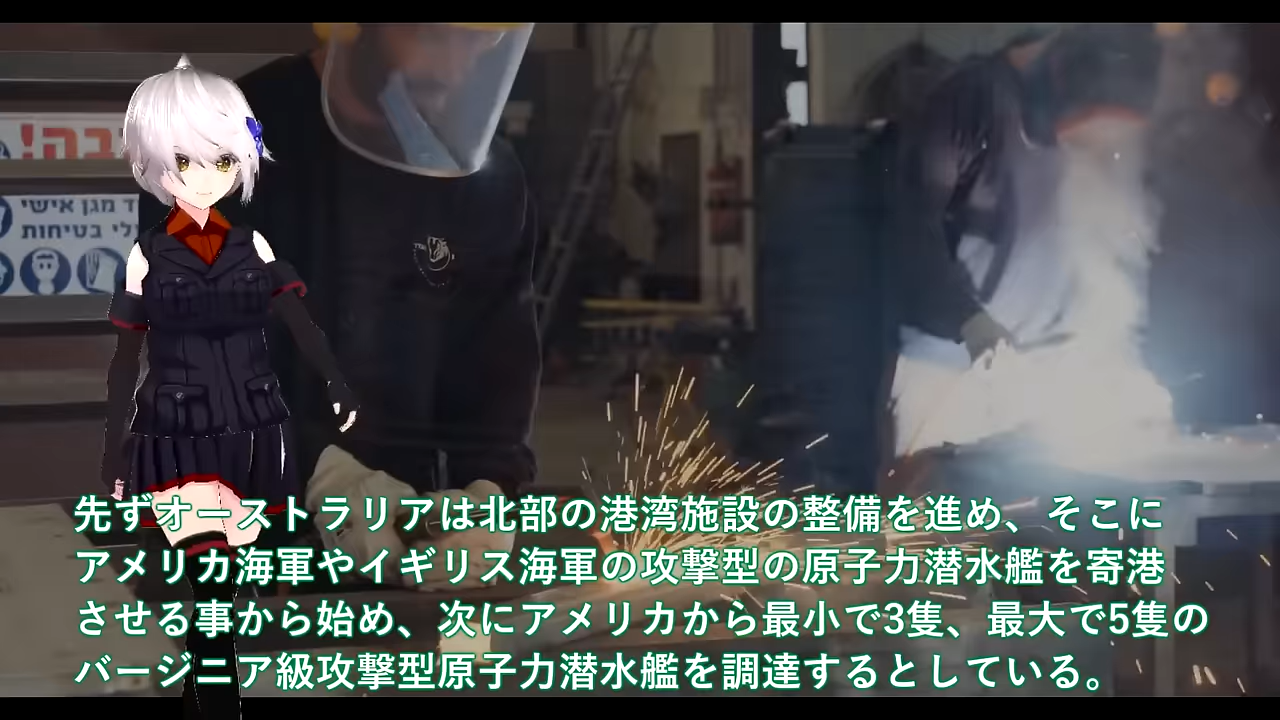 בה!
ד מגן אישי
לי בטיחות
先ずオーストラリアは北部の港湾施設の整備を進め、そこに
アメリカ海軍やイギリス海軍の攻撃型の原子力潜水艦を寄港
させる事から始め、次にアメリカから最小で3隻、最大で5隻の
バージニア級攻撃型原子力潜水艦を調達するとしている。